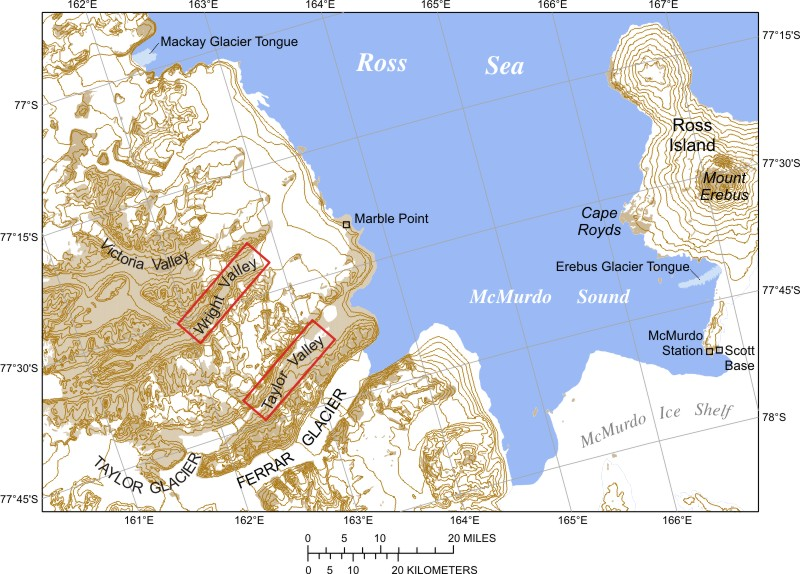 162°E
163°E
164°E
165°E
166°E
167°E
Mackay Glacier Tongue
Ross Sea
77°15'S
77°S
Ross
Island
77°30'S
Mount
Erebus
Cape
Royds
Marble Point
77°15'S
Victoria Valley
Wright Valley
Erebus Glacier Tongue
McMurdo Sound
77°45'S
McMurdo
Station
Scott
Base
Taylor Valley
77°30'S
McMurdo Ice Shelf
78°S
TAYLOR GLACIER
FERRAR GLACIER
77°45'S
161°E
162°E
163°E
164°E
165°E
166°E
0 5 10 20 MILES
0 5 10 20 KILOMETERS